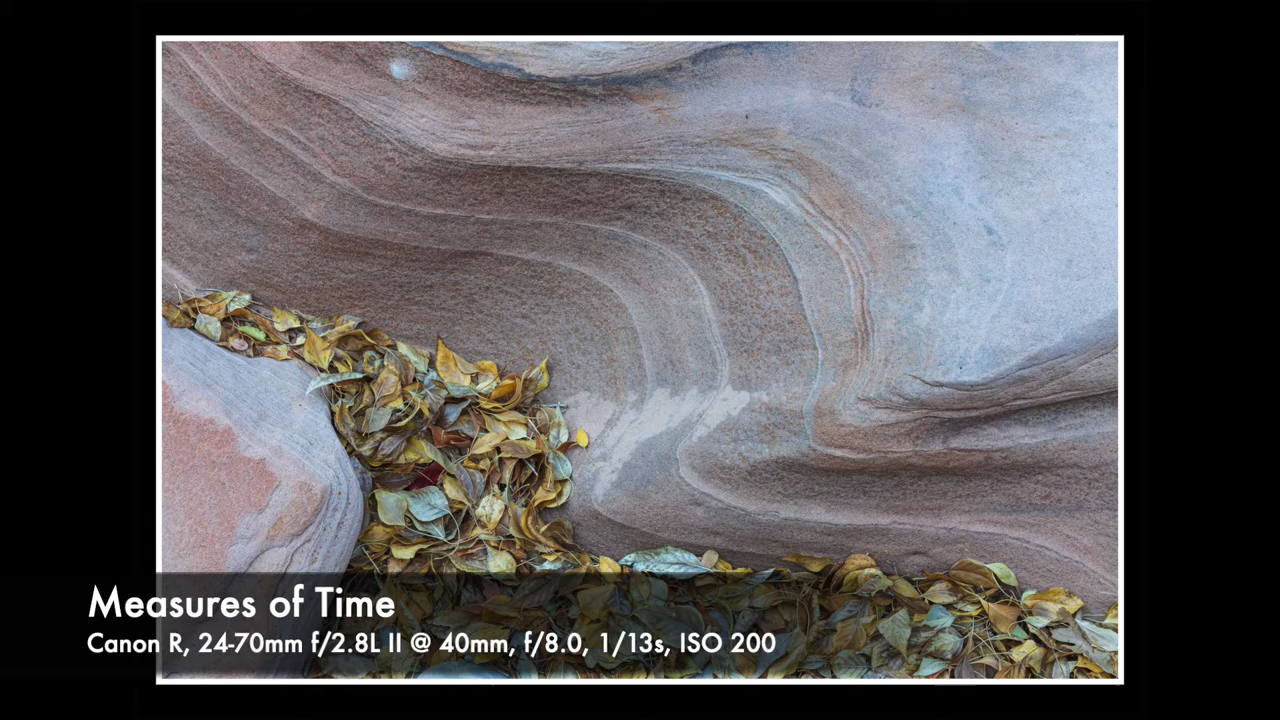 Measures of Time
Canon R, 24-70mm f/2.8L II @ 40mm, f/8.0, 1/13s, ISO 200